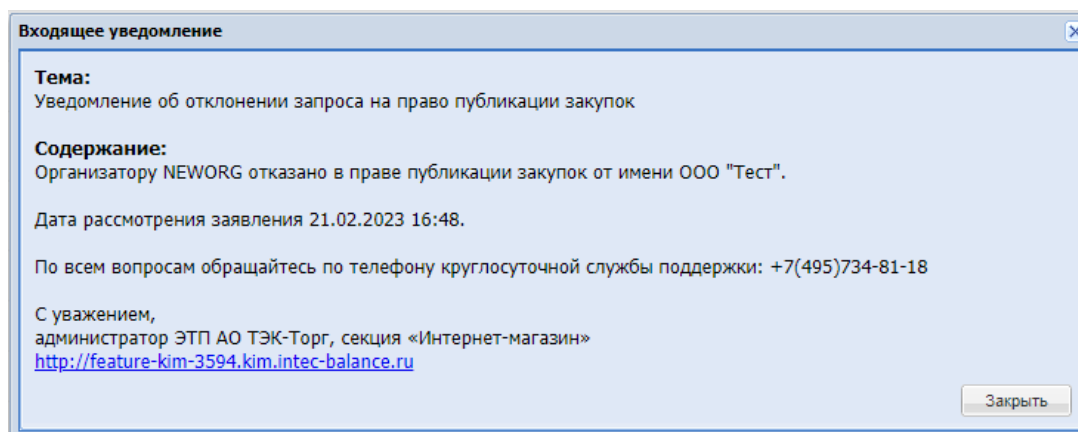 Входящее уведомление
Тема:
Уведомление об отклонении запроса на право публикации закупок
Содержание:
Организатору NEWORG отказано в праве публикации закупок от имени ООО "Тест".
Дата рассмотрения заявления 21.02.2023 16:48.
По всем вопросам обращайтесь по телефону круглосуточной службы поддержки: +7(495)734-81-18
С уважением,
администратор ЭТП АО ТЭК-Торг, секция «Интернет-магазин»
http://feature-kim-3594.kim.intec-balance.ru
Закрыть